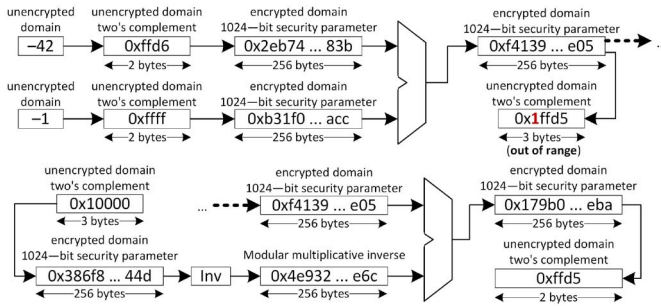 unencrypted domain
−42
unencrypted domain
two's complement
0xffd6
2 bytes
encrypted domain
1024—bit security parameter
0x2eb74 ... 83b
256 bytes
encrypted domain
1024—bit security parameter
0xf4139 ... e05
256 bytes
...
unencrypted domain
−1
unencrypted domain
two's complement
0xffff
2 bytes
encrypted domain
1024—bit security parameter
0xb31f0 ... acc
256 bytes
unencrypted domain
two's complement
0x1ffd5
3 bytes
(out of range)
unencrypted domain
two's complement
0x10000
3 bytes
...
encrypted domain
1024—bit security parameter
0xf4139 ... e05
256 bytes
encrypted domain
1024—bit security parameter
0x179b0 ... eba
256 bytes
encrypted domain
1024—bit security parameter
0x386f8 ... 44d
256 bytes
Inv
Modular multiplicative inverse
0x4e932 ... e6c
256 bytes
unencrypted domain
two's complement
0xffd5
2 bytes